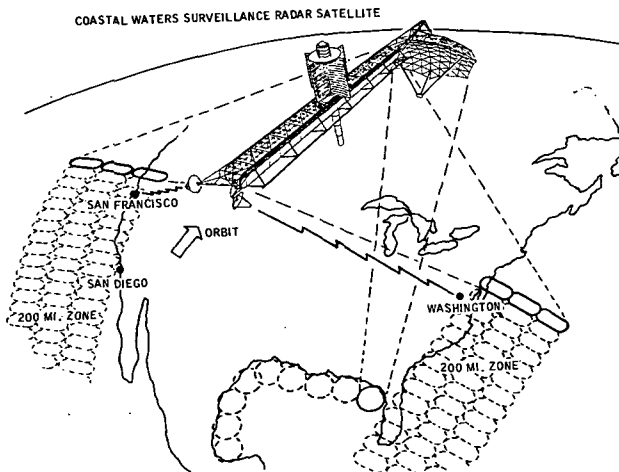 COASTAL WATERS SURVEILLANCE RADAR SATELLITE
SAN FRANCISCO
ORBIT
SAN DIEGO
200 MI. ZONE
WASHINGTON
200 MI. ZONE